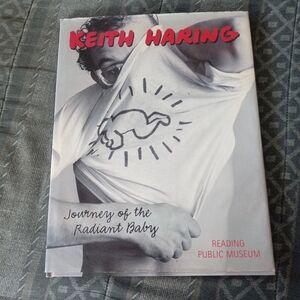 KEITH HARING
Journey of the
Radiant Baby
READING
PUBLIC MUSEUM